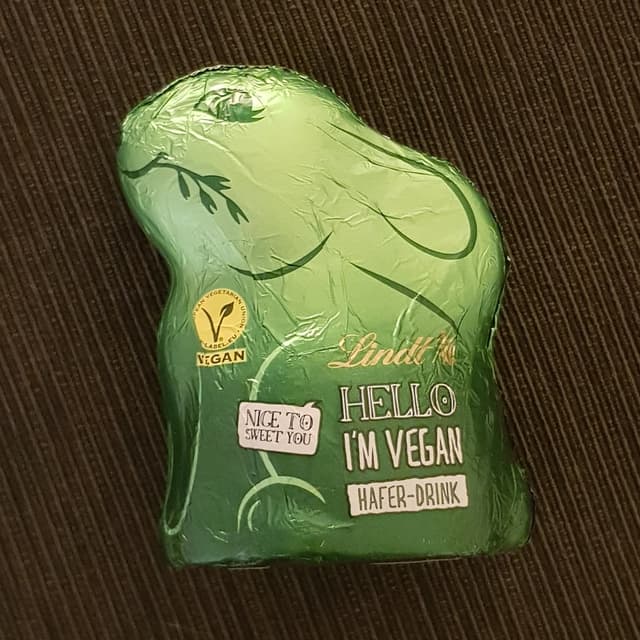 VEGAN
Lindt
HELLO
I'M VEGAN
HAFER-DRINK
NICE TO
SWEET YOU